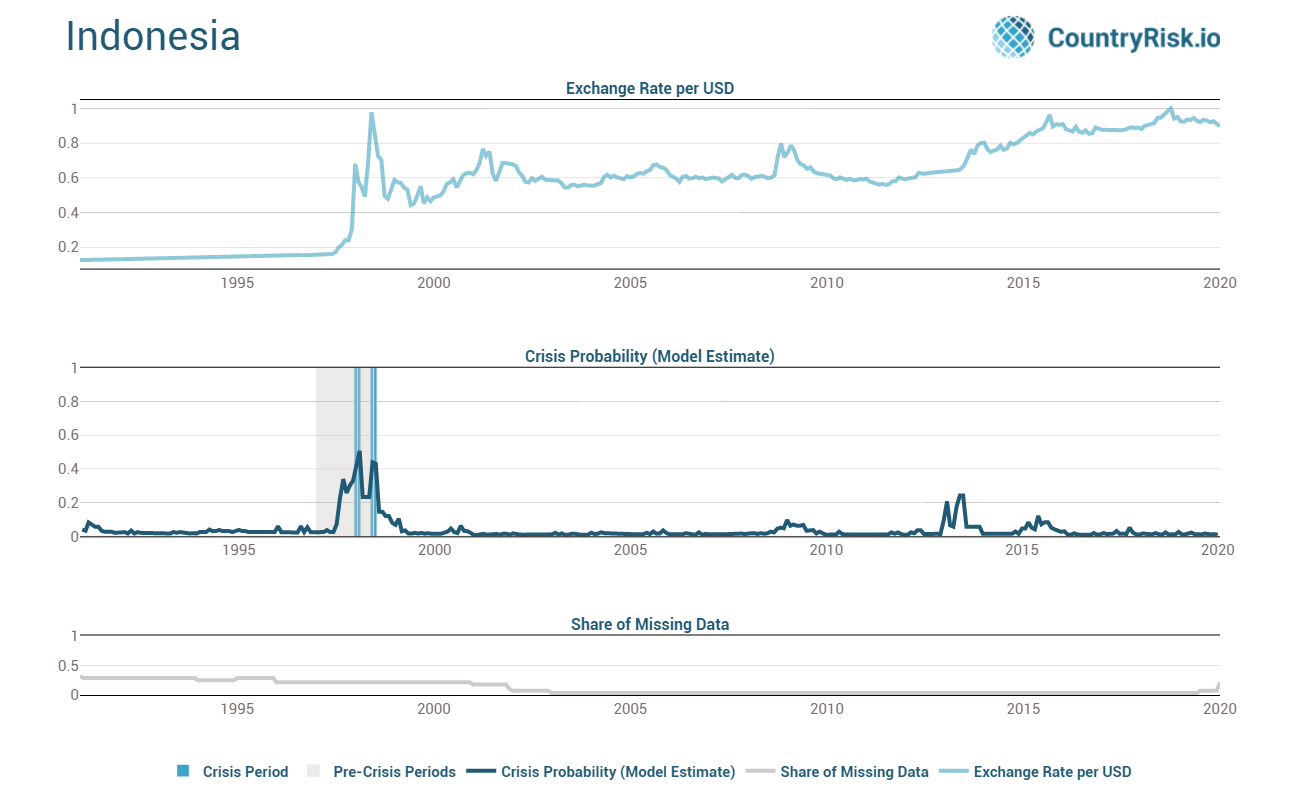 Indonesia
CountryRisk.io
Exchange Rate per USD
1
0.8
0.6
0.4
0.2
1995 2000 2005 2010 2015 2020
Crisis Probability (Model Estimate)
1
0.8
0.6
0.4
0.2
0
1995 2000 2005 2010 2015 2020
Share of Missing Data
1
0.5
0
1995 2000 2005 2010 2015 2020
Crisis Period Pre-Crisis Periods Crisis Probability (Model Estimate) Share of Missing Data Exchange Rate per USD